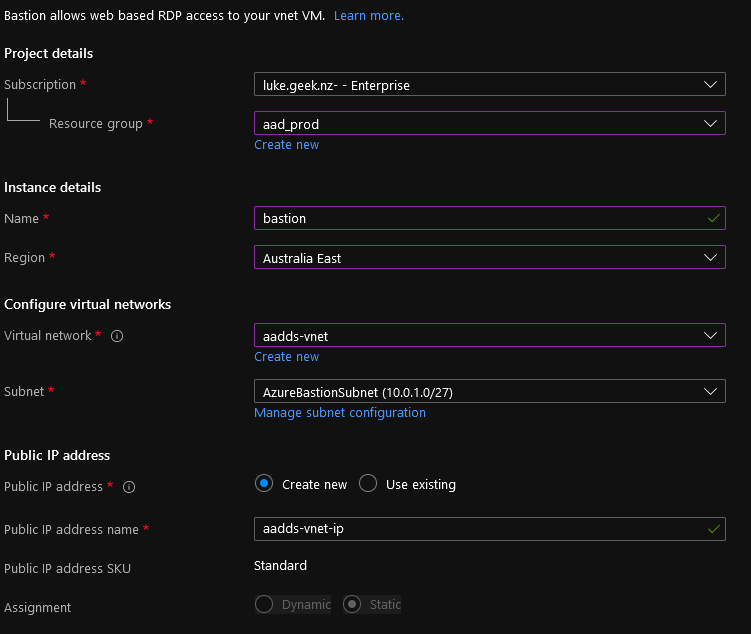 Bastion allows web based RDP access to your vnet VM. Learn more.
Project details
Subscription * luke.geek.nz- - Enterprise
Resource group * aad_prod
Create new
Instance details
Name * bastion
Region * Australia East
Configure virtual networks
Virtual network * aadds-vnet
Create new
Subnet * AzureBastionSubnet (10.0.1.0/27)
Manage subnet configuration
Public IP address
Public IP address * Create new Use existing
Public IP address name * aadds-vnet-ip
Public IP address SKU Standard
Assignment Dynamic Static